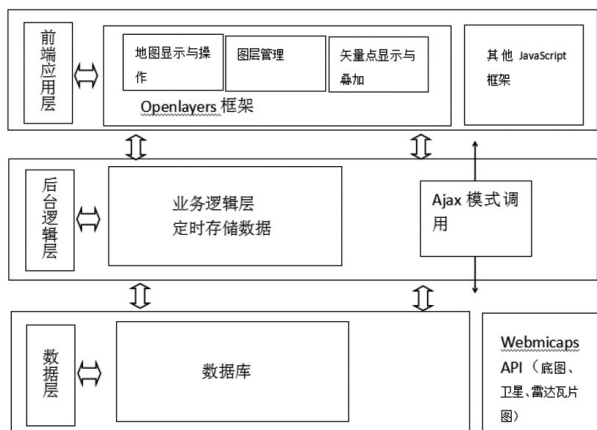 前端应用层
地图显示与操
作
图层管理
矢量点显示与
叠加
Openlayers 框架
其他 JavaScript
框架
后台逻辑层
业务逻辑层
定时存储数据
Ajax 模式调
用
数据层
数据库
Webmicaps
API（底图、
卫星、雷达瓦片
图）